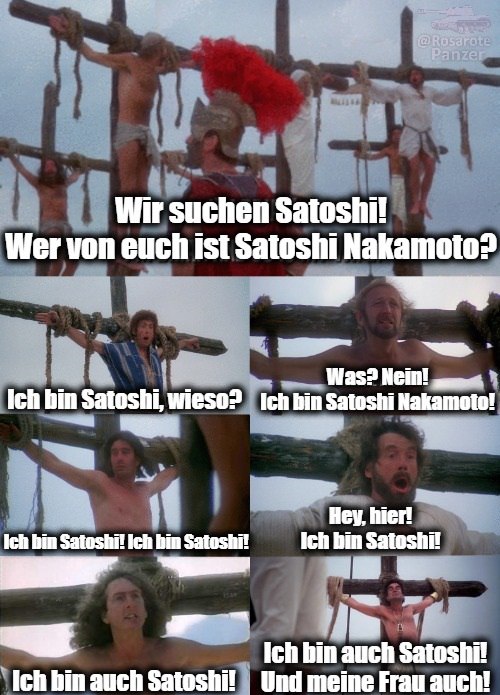 @Rosarote
Panzer
Wir suchen Satoshi!
Wer von euch ist Satoshi Nakamoto?
Ich bin Satoshi, wieso?
Was? Nein!
Ich bin Satoshi Nakamoto!
Ich bin Satoshi! Ich bin Satoshi!
Hey, hier!
Ich bin Satoshi!
Ich bin auch Satoshi!
Ich bin auch Satoshi!
Und meine Frau auch!